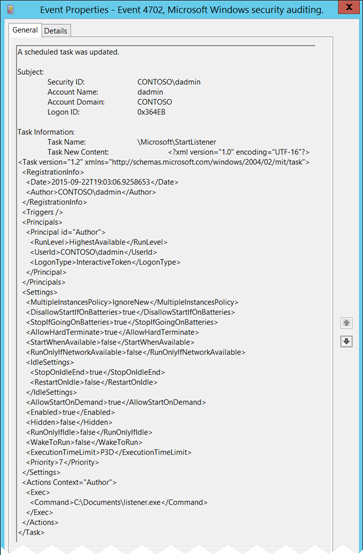 Event Properties - Event 4702, Microsoft Windows security auditing.
X
General
Details
A scheduled task was updated.
Subject:
Security ID: CONTOSO\dadmin
Account Name: dadmin
Account Domain: CONTOSO
Logon ID: 0x364EB
Task Information:
Task Name: \Microsoft\StartListener
Task New Content: <?xml version="1.0" encoding="UTF-16"?>
<Task version="1.2" xmlns="http://schemas.microsoft.com/windows/2004/02/mit/task">
<RegistrationInfo>
<Date>2015-09-22T19:03:06.9258653</Date>
<Author>CONTOSO\dadmin</Author>
</RegistrationInfo>
<Triggers />
<Principals>
<Principal id="Author">
<RunLevel>HighestAvailable</RunLevel>
<UserId>CONTOSO\dadmin</UserId>
<LogonType>InteractiveToken</LogonType>
</Principal>
</Principals>
<Settings>
<MultipleInstancesPolicy>IgnoreNew</MultipleInstancesPolicy>
<DisallowStartIfOnBatteries>true</DisallowStartIfOnBatteries>
<StopIfGoingOnBatteries>true</StopIfGoingOnBatteries>
<AllowHardTerminate>true</AllowHardTerminate>
<StartWhenAvailable>false</StartWhenAvailable>
<RunOnlyIfNetworkAvailable>false</RunOnlyIfNetworkAvailable>
<IdleSettings>
<StopOnIdleEnd>true</StopOnIdleEnd>
<RestartOnIdle>false</RestartOnIdle>
</IdleSettings>
<AllowStartOnDemand>true</AllowStartOnDemand>
<Enabled>true</Enabled>
<Hidden>false</Hidden>
<RunOnlyIfIdle>false</RunOnlyIfIdle>
<WakeToRun>false</WakeToRun>
<ExecutionTimeLimit>P3D</ExecutionTimeLimit>
<Priority>7</Priority>
</Settings>
<Actions Context="Author">
<Exec>
<Command>C:\Documents\listener.exe</Command>
</Exec>
</Actions>
</Task>